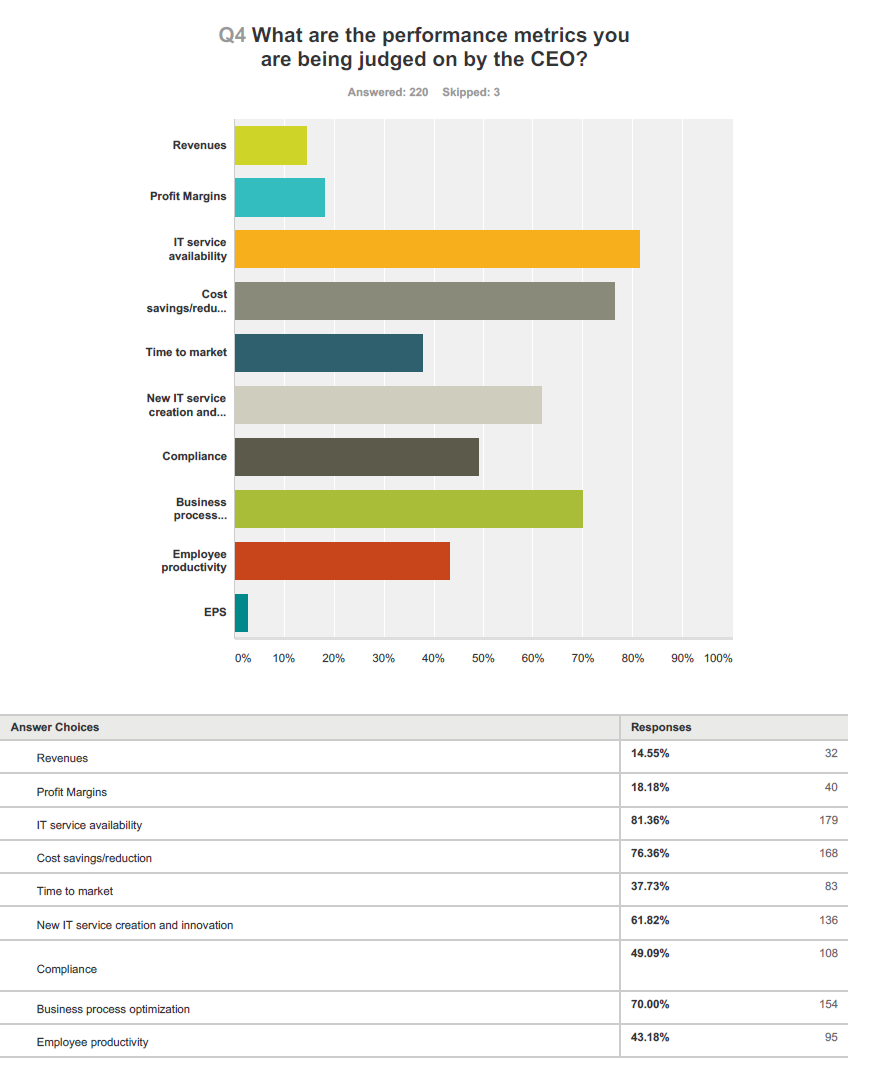 Q4 What are the performance metrics you
are being judged on by the CEO?
Answered: 220 Skipped: 3
Revenues
Profit Margins
IT service
availability
Cost
savings/redu...
Time to market
New IT service
creation and...
Compliance
Business
process...
Employee
productivity
EPS
0% 10% 20% 30% 40% 50% 60% 70% 80% 90% 100%
Answer Choices Responses
Revenues 14.55% 32
Profit Margins 18.18% 40
IT service availability 81.36% 179
Cost savings/reduction 76.36% 168
Time to market 37.73% 83
New IT service creation and innovation 61.82% 136
Compliance 49.09% 108
Business process optimization 70.00% 154
Employee productivity 43.18% 95